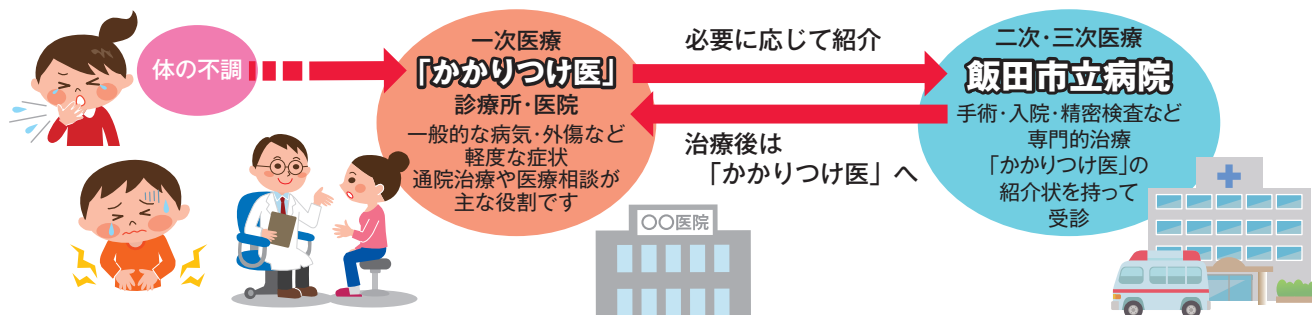 体の不調
一次医療
「かかりつけ医」
診療所・医院
一般的な病気・外傷など
軽度な症状
通院治療や医療相談が
主な役割です
必要に応じて紹介
治療後は
「かかりつけ医」へ
〇〇医院
二次・三次医療
飯田市立病院
手術・入院・精密検査など
専門的治療
「かかりつけ医」の
紹介状を持って
受診